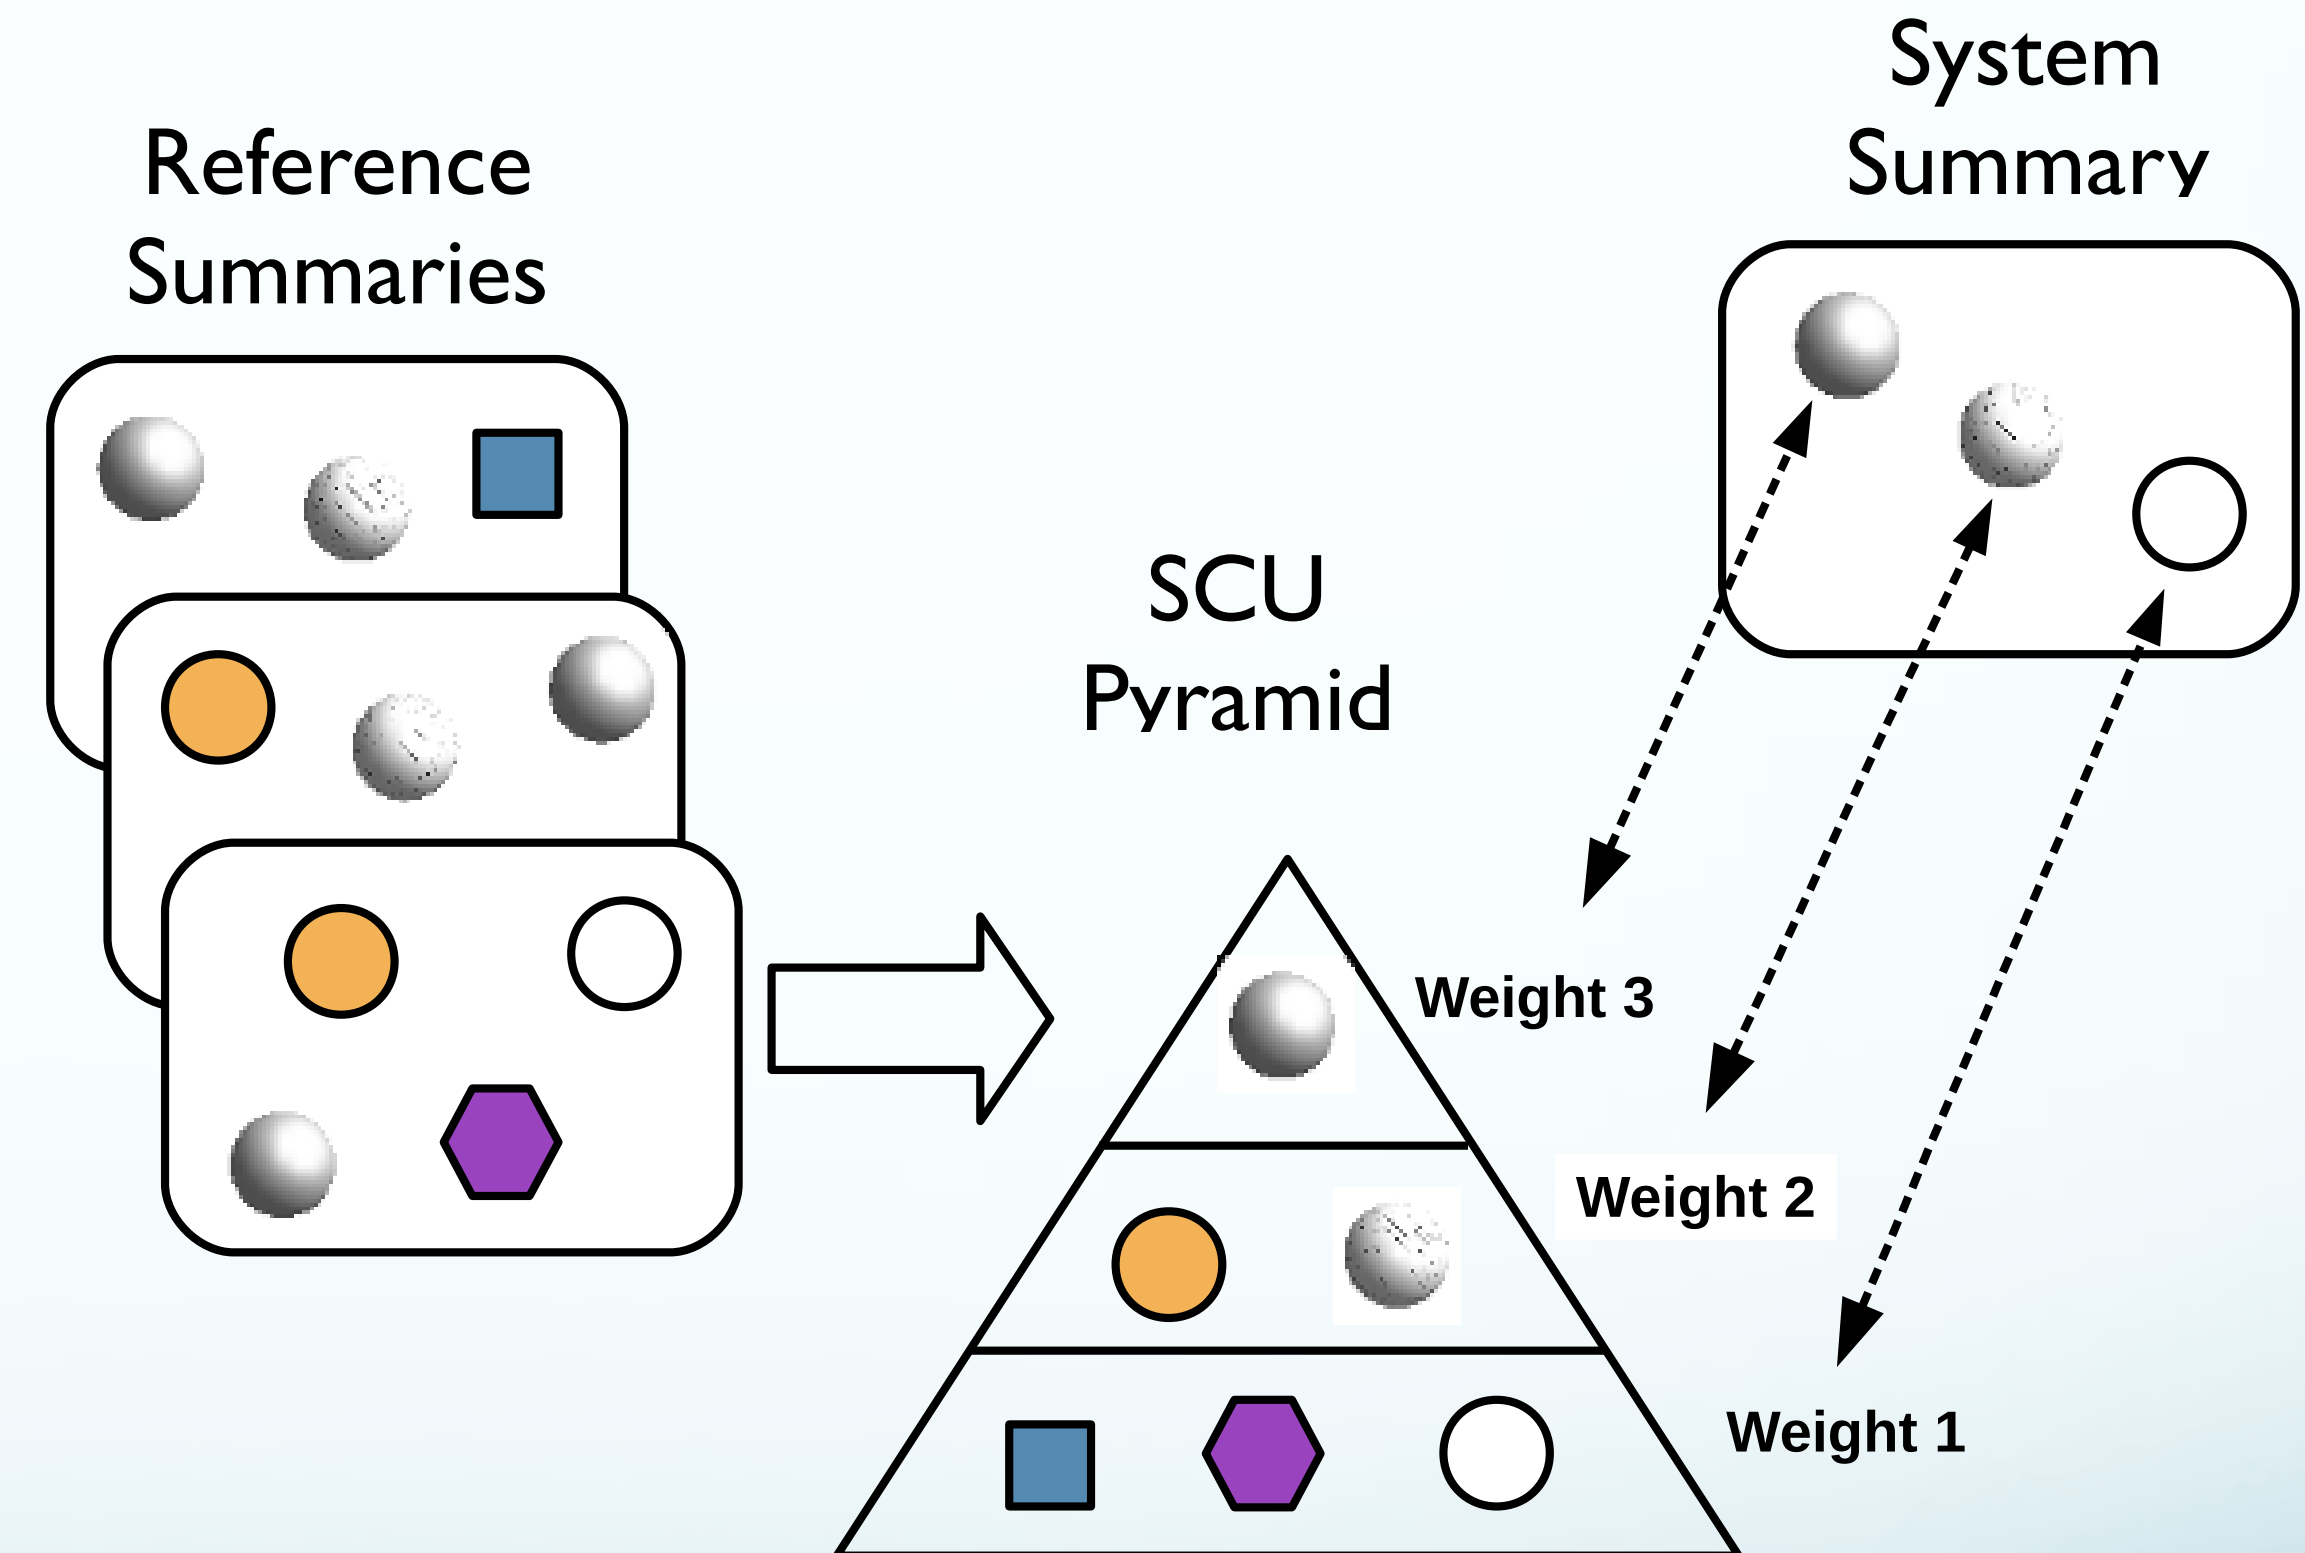 Reference
Summaries
SCU
Pyramid
System
Summary
Weight 3
Weight 2
Weight 1